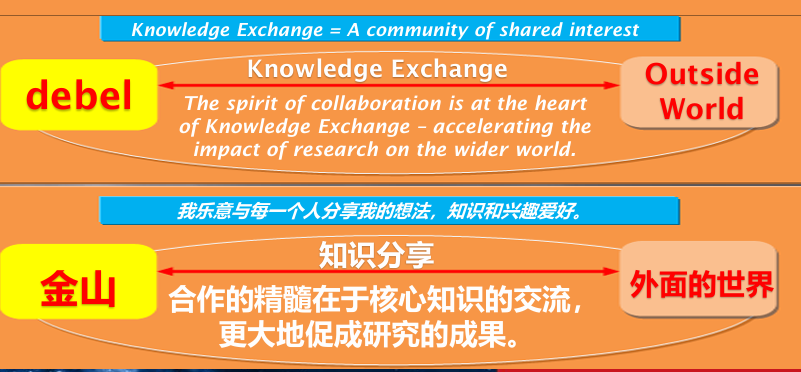 Knowledge Exchange = A community of shared interest
debel
Knowledge Exchange
Outside
World
The spirit of collaboration is at the heart
of Knowledge Exchange – accelerating the
impact of research on the wider world.
我乐意与每一个人分享我的想法，知识和兴趣爱好。
金山
知识分享
外面的世界
合作的精髓在于核心知识的交流，
更大地促成研究的成果。